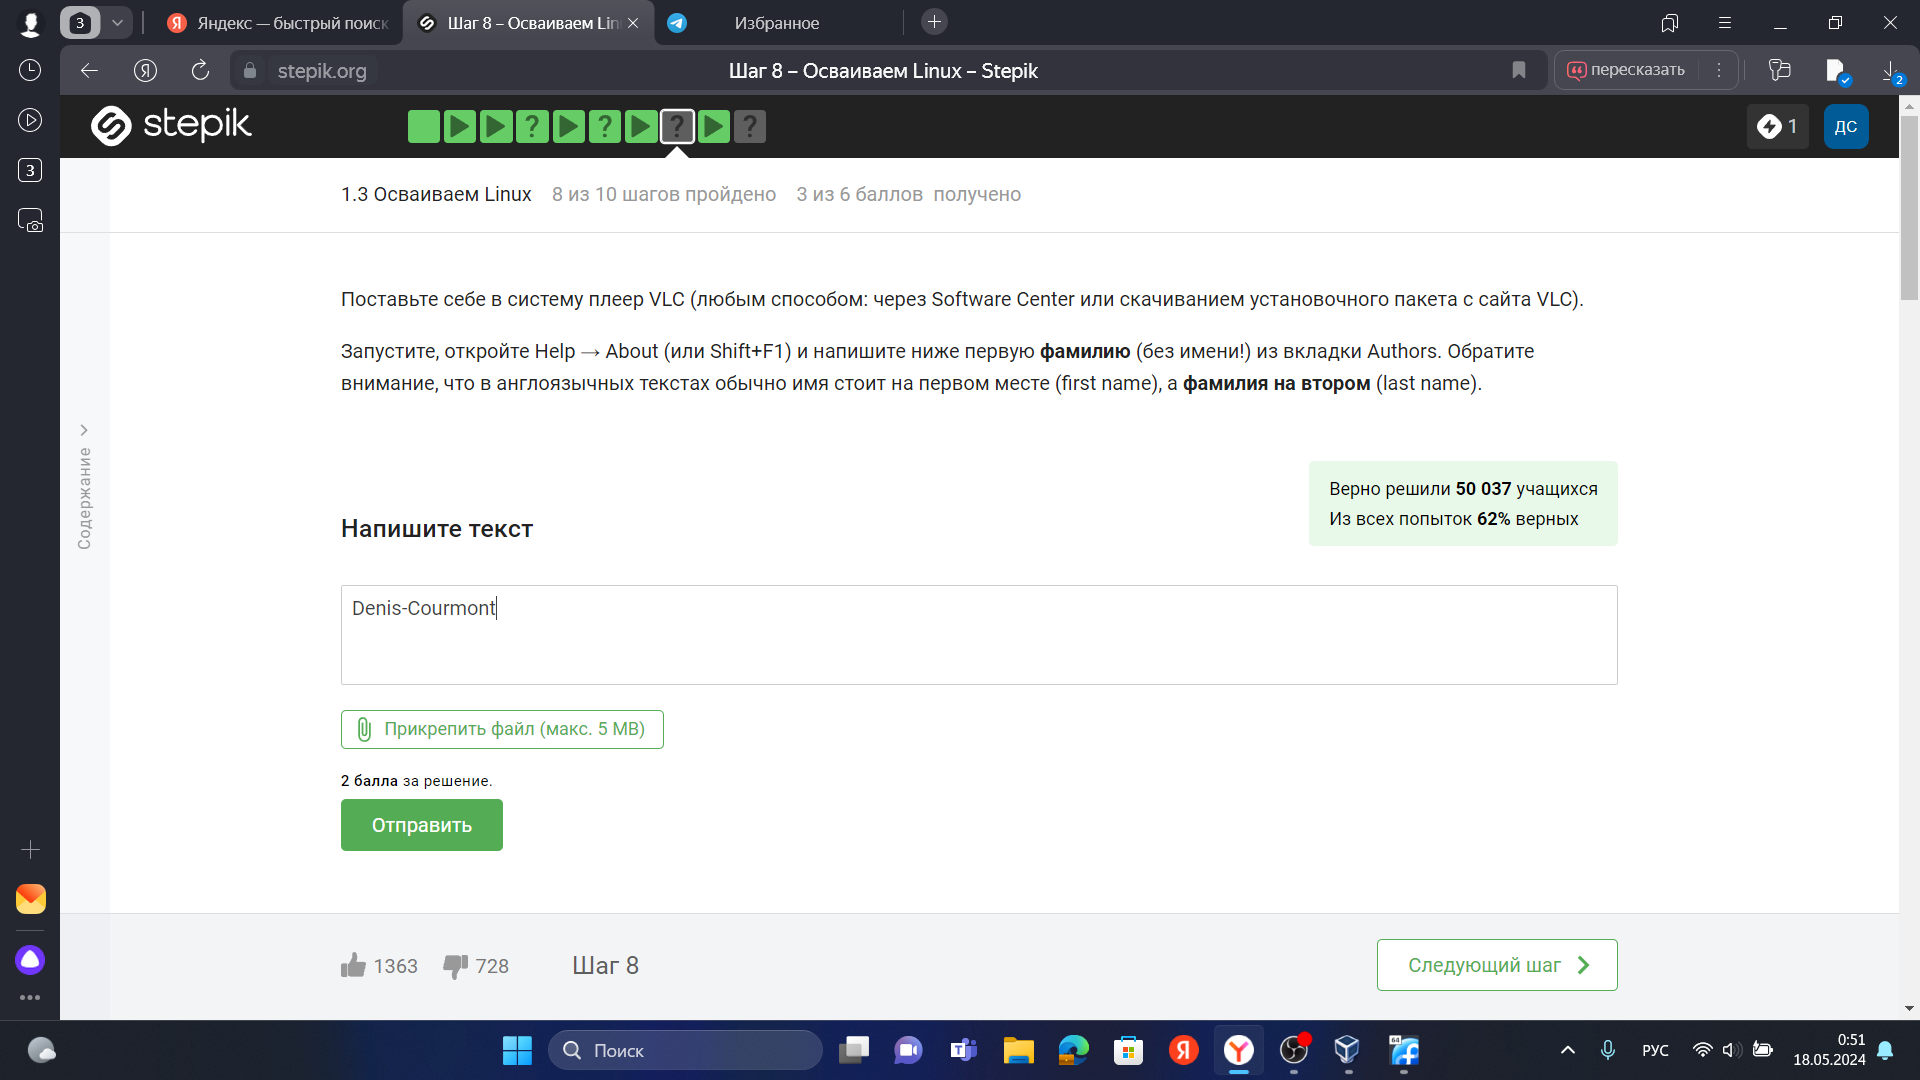 3
Яндекс — быстрый поиск
Шаг 8 – Осваиваем Lin
Избранное
stepik.org
Шаг 8 – Осваиваем Linux – Stepik
пересказать
2
3
stepik
1
ДС
1.3 Осваиваем Linux 8 из 10 шагов пройдено 3 из 6 баллов получено
Содержание
Поставьте себе в систему плеер VLC (любым способом: через Software Center или скачиванием установочного пакета с сайта VLC).
Запустите, откройте Help → About (или Shift+F1) и напишите ниже первую фамилию (без имени!) из вкладки Authors. Обратите
внимание, что в англоязычных текстах обычно имя стоит на первом месте (first name), а фамилия на втором (last name).
Верно решили 50 037 учащихся
Из всех попыток 62% верных
Напишите текст
Denis-Courmont
Прикрепить файл (макс. 5 MB)
2 балла за решение.
Отправить
1363
728
Шаг 8
Следующий шаг
Поиск
64
РУС
0:51
18.05.2024